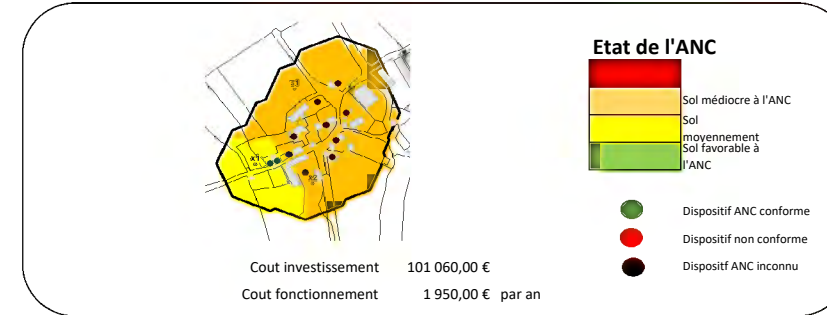 Etat de l'ANC
Sol médiocre à l'ANC
Sol
moyennement
Sol favorable à
l'ANC
Dispositif ANC conforme
Dispositif non conforme
Dispositf ANC inconnu
Cout investissement 101 060,00 €
Cout fonctionnement 1 950,00 € par an